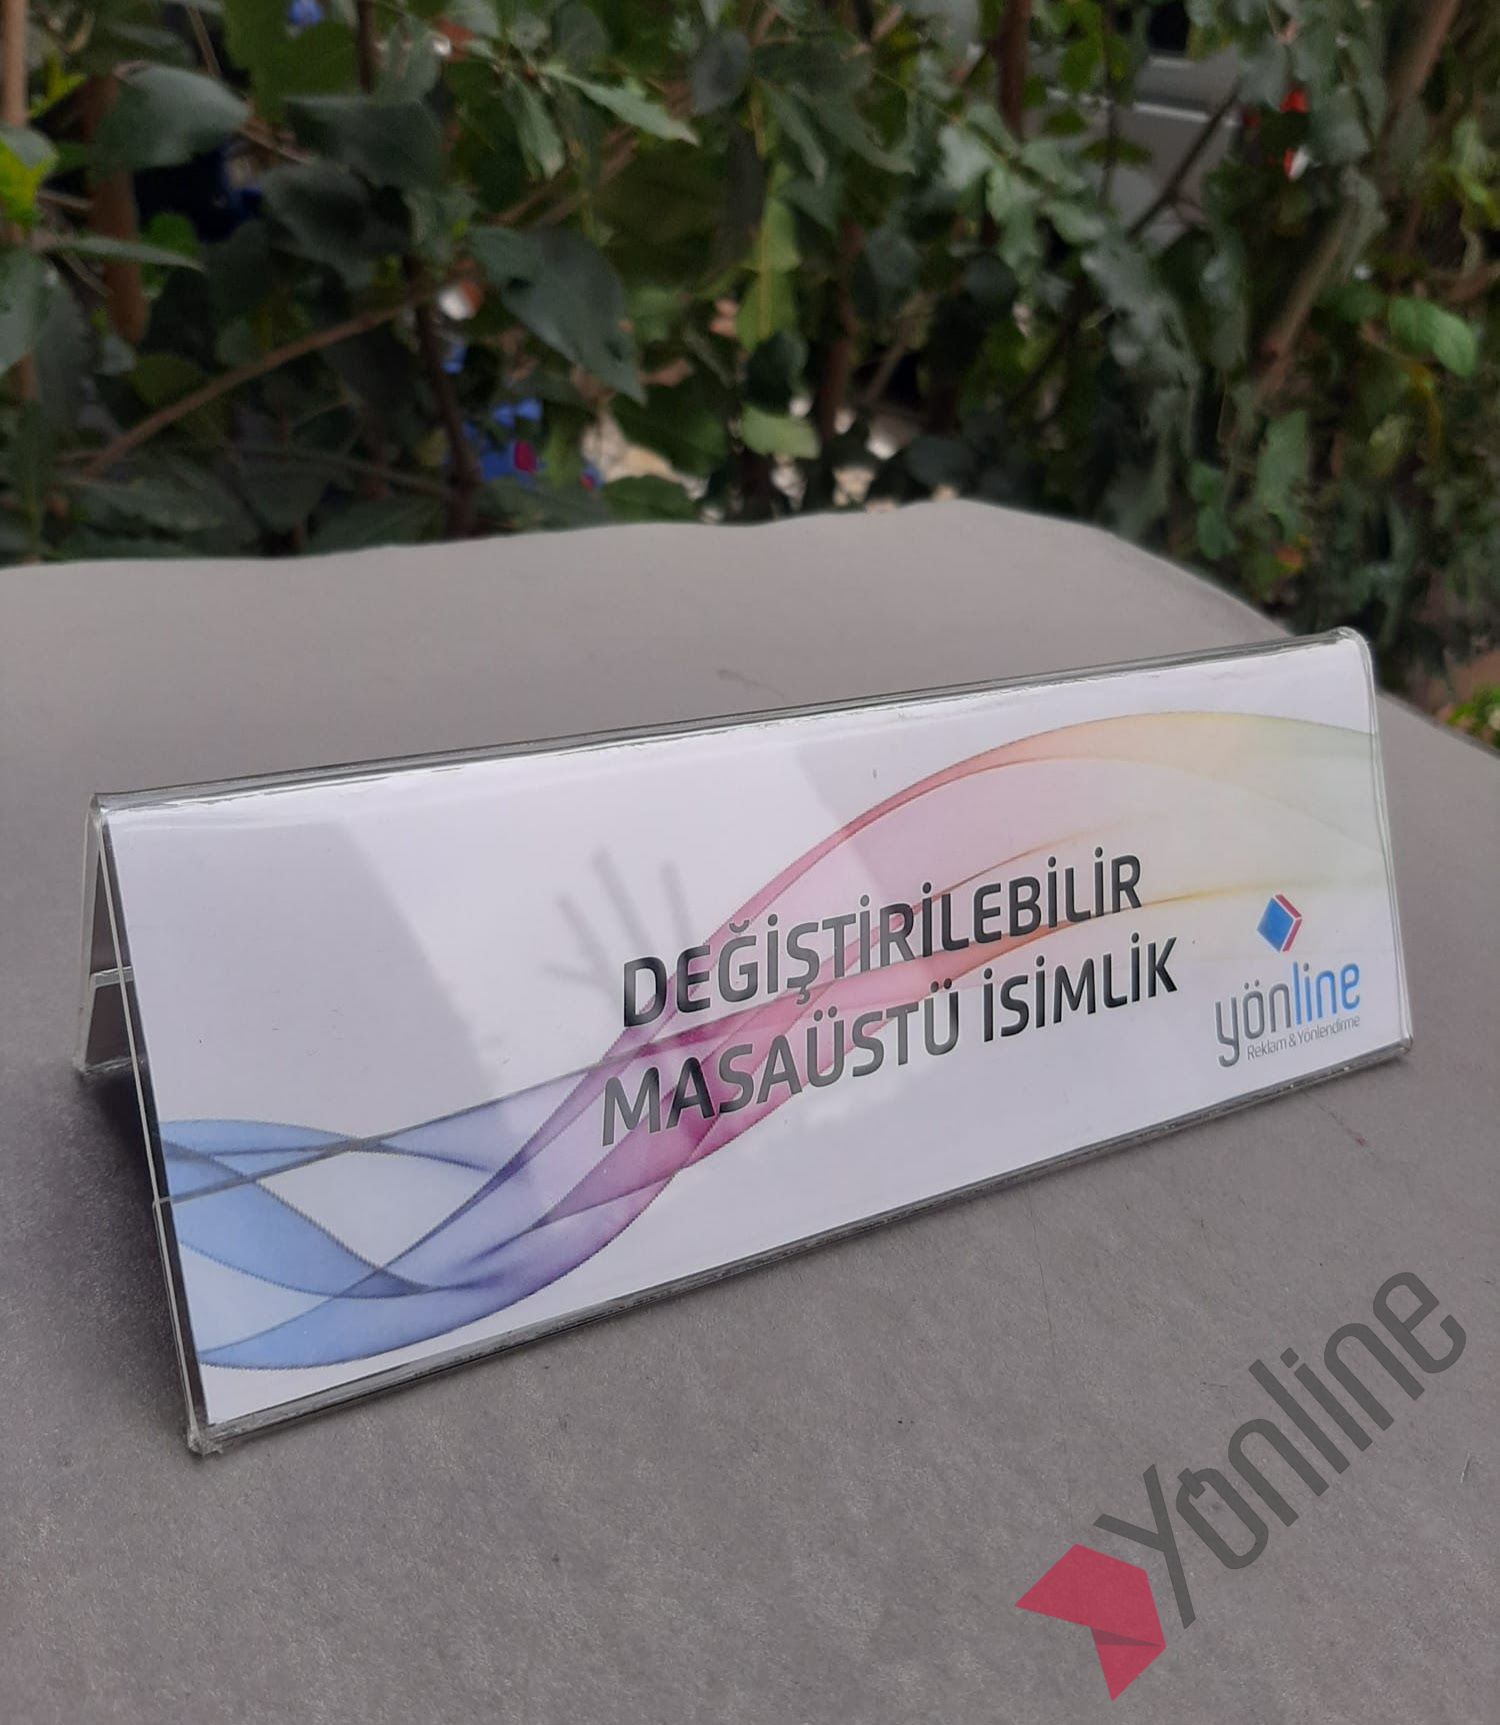 DEĞİŞTİRİLEBİLİR
MASAÜSTÜ İSİMLİK
yönline
Reklam & Yönlendirme
Yönline